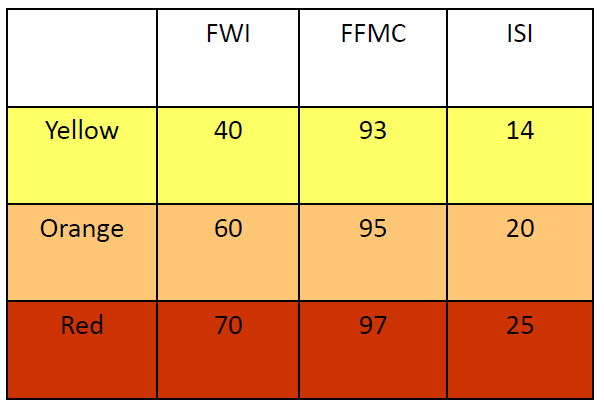 FWI FFMC ISI
Yellow 40 93 14
Orange 60 95 20
Red 70 97 25